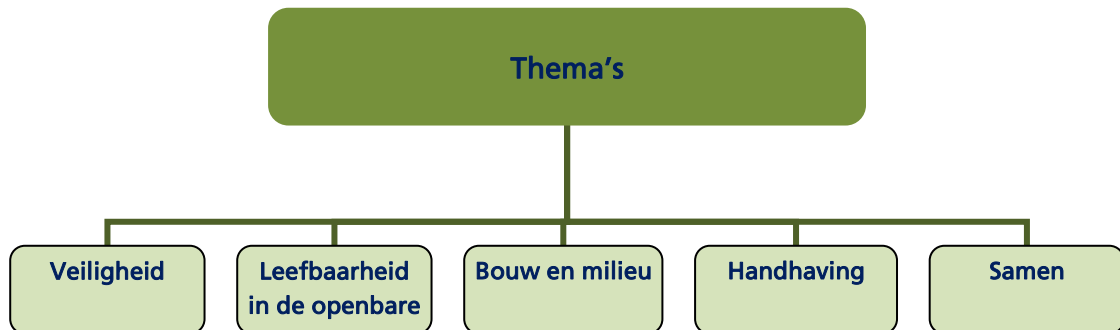 Thema's
Veiligheid
Leefbaarheid
in de openbare
Bouw en milieu
Handhaving
Samen